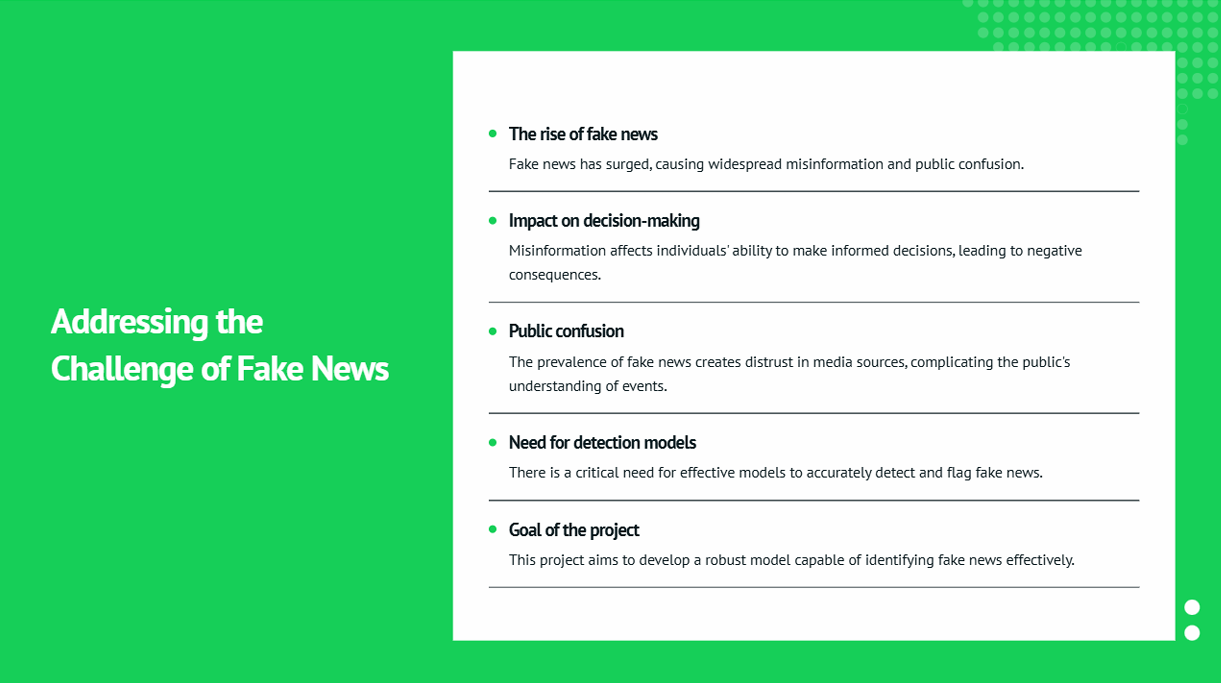 Addressing the
Challenge of Fake News
The rise of fake news
Fake news has surged, causing widespread misinformation and public confusion.
Impact on decision-making
Misinformation affects individuals' ability to make informed decisions, leading to negative
consequences.
Public confusion
The prevalence of fake news creates distrust in media sources, complicating the public's
understanding of events.
Need for detection models
There is a critical need for effective models to accurately detect and flag fake news.
Goal of the project
This project aims to develop a robust model capable of identifying fake news effectively.